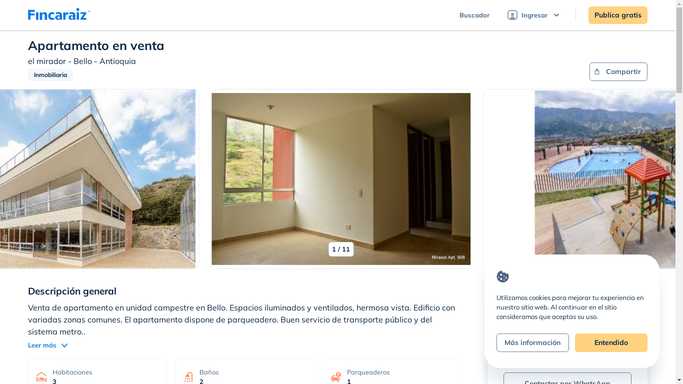 Fincaraiz
Buscador
Ingresar
Publica gratis
Apartamento en venta
el mirador - Bello - Antioquia
Inmobiliaria
Compartir
1 / 11
Mirador Apt. 908
Descripción general
Venta de apartamento en unidad campestre en Bello. Espacios iluminados y ventilados, hermosa vista. Edificio con
variadas zonas comunes. El apartamento dispone de parqueadero. Buen servicio de transporte público y del
sistema metro..
Leer más
Habitaciones
3
Baños
2
Parqueaderos
1
Utilizamos cookies para mejorar tu experiencia en
nuestro sitio web. Al continuar en el sitio
consideramos que aceptas su uso.
Más información
Entendido
Contactar por WhatsApp